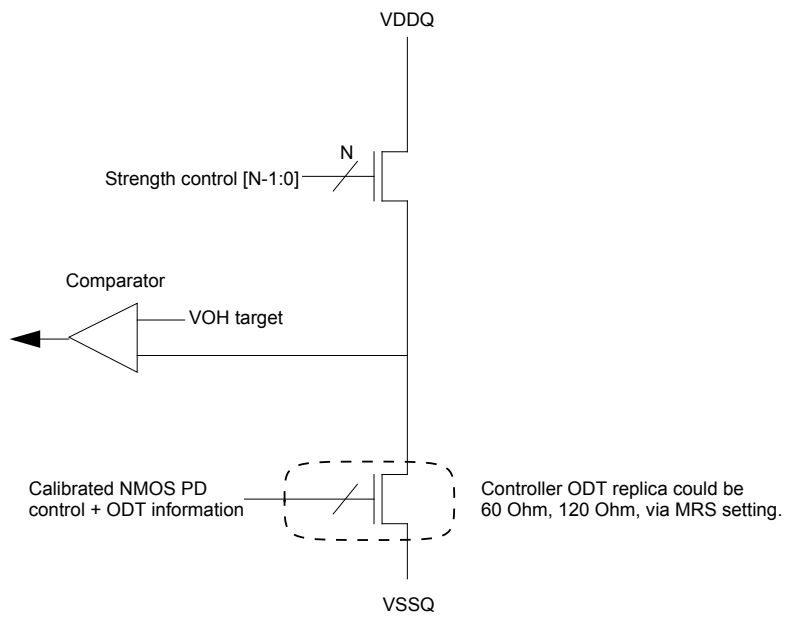 VDDQ
N
Strength control [N-1:0]
Comparator
VOH target
Calibrated NMOS PD
control + ODT information
Controller ODT replica could be
60 Ohm, 120 Ohm, via MRS setting.
VSSQ